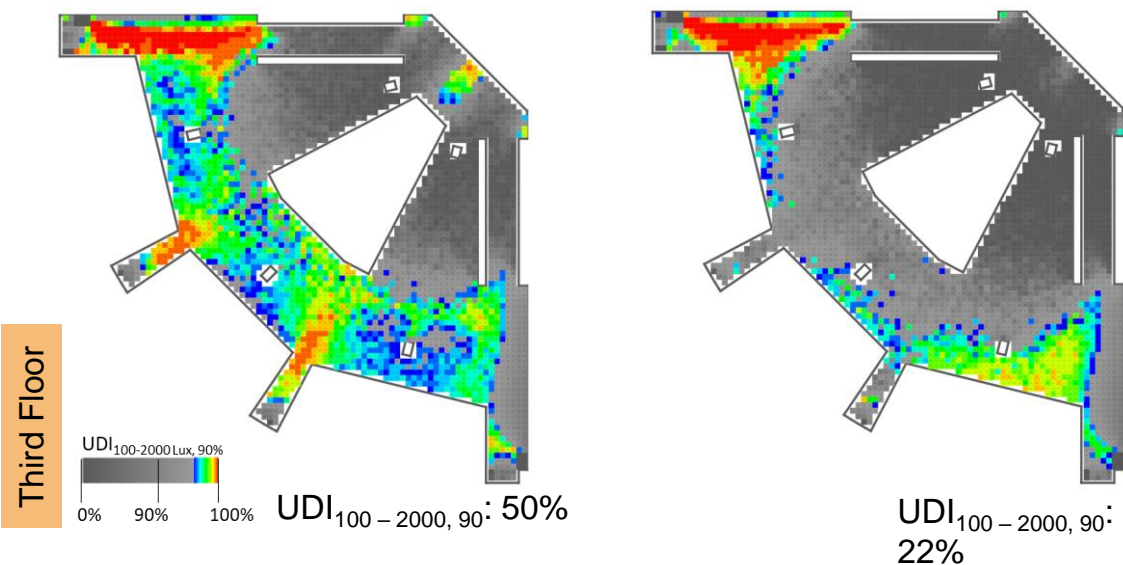 Third Floor
UDI100-2000 Lux, 90%
0% 90% 100%
UDI100 – 2000, 90: 50%
UDI100 – 2000, 90:
22%